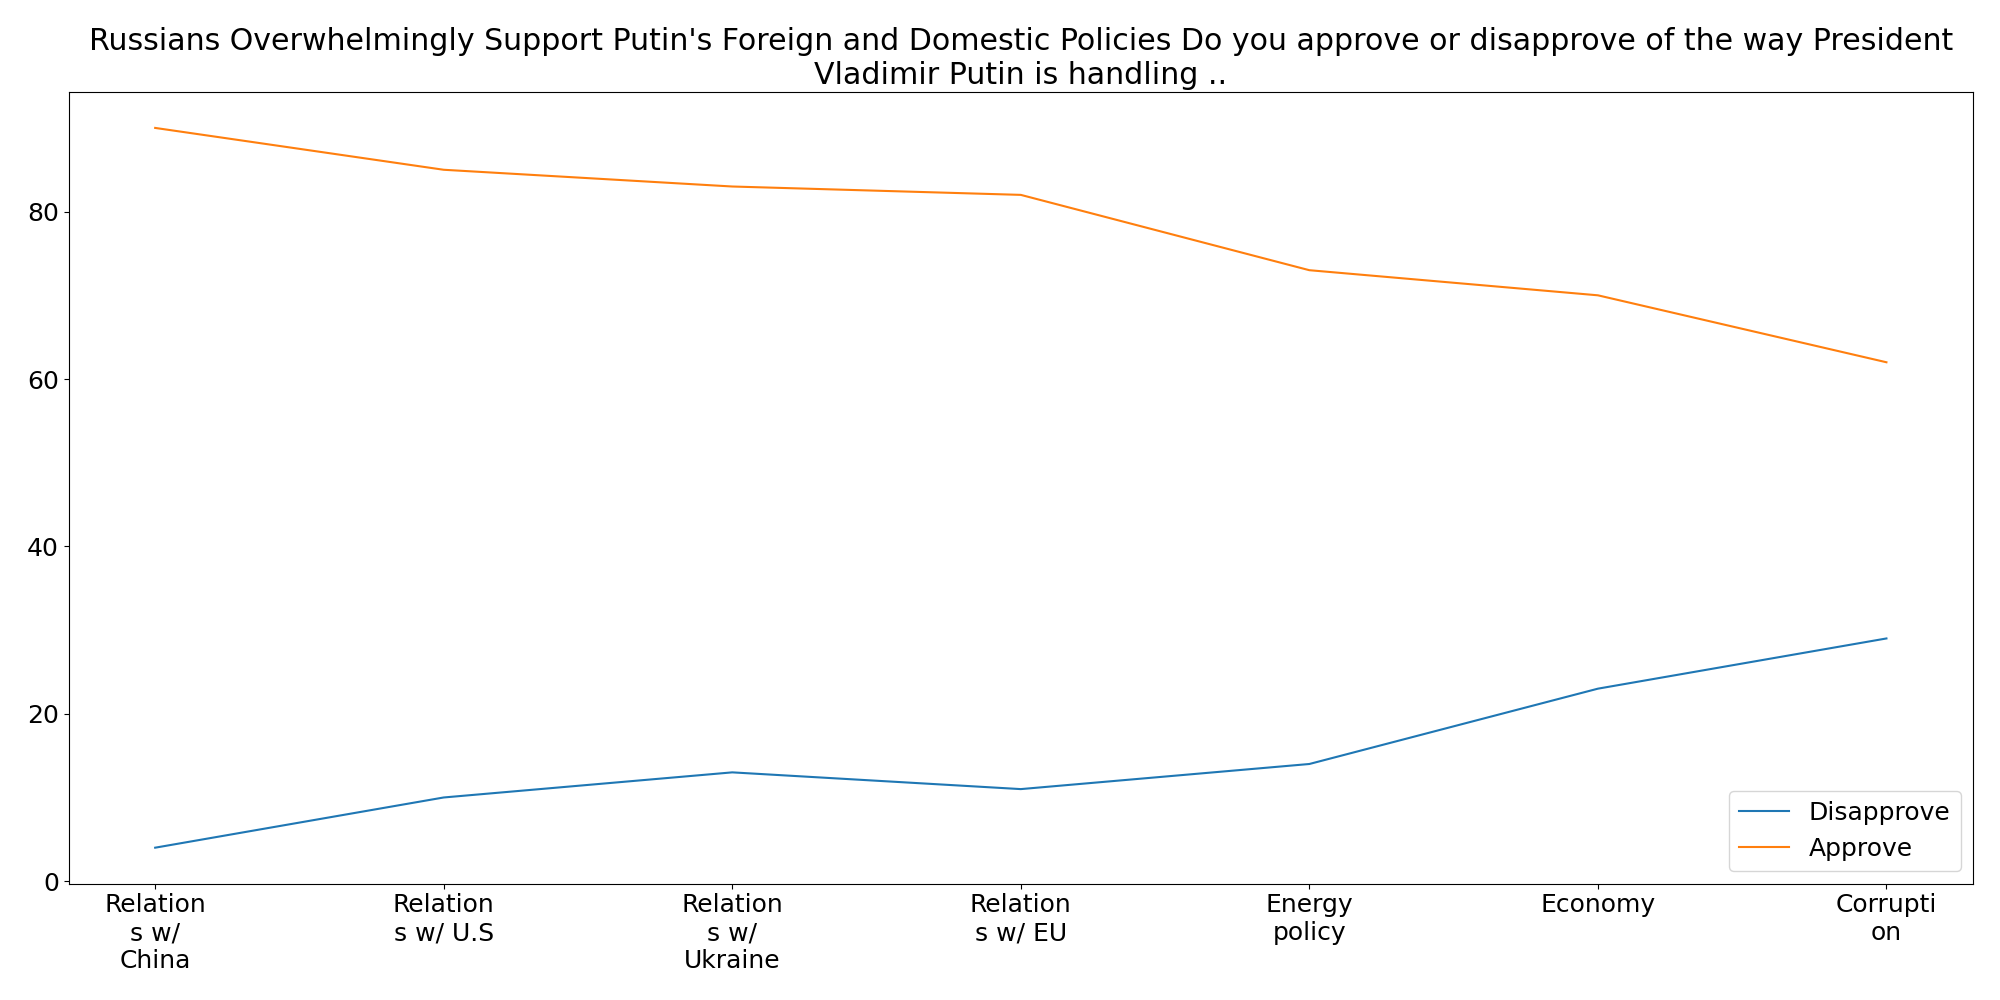 Russians Overwhelmingly Support Putin's Foreign and Domestic Policies Do you approve or disapprove of the way President
Vladimir Putin is handling ..
80
60
40
20
0
Disapprove
Approve
Relation
s w/
China
Relation
s w/ U.S
Relation
s w/
Ukraine
Relation
s w/ EU
Energy
policy
Economy
Corrupti
on